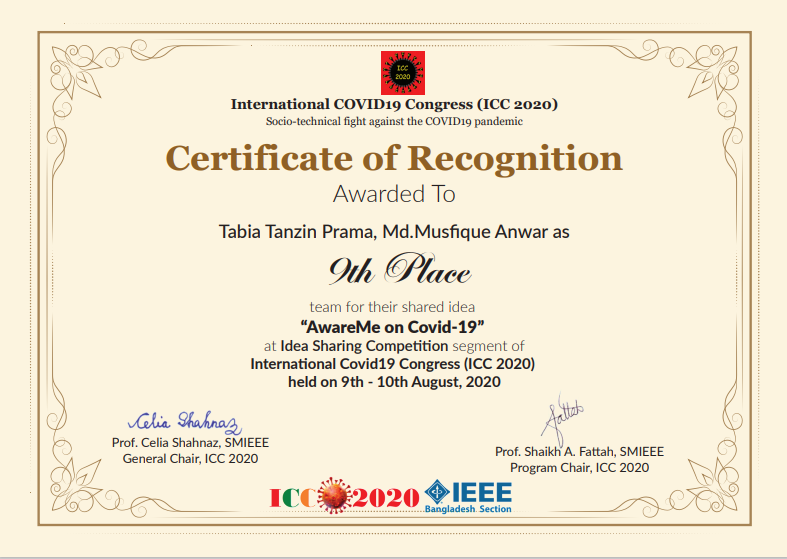 ICC
2020
International COVID19 Congress (ICC 2020)
Socio-technical fight against the COVID19 pandemic
Certificate of Recognition
Awarded To
Tabia Tanzin Prama, Md.Musfique Anwar as
9th Place
team for their shared idea
“AwareMe on Covid-19”
at Idea Sharing Competition segment of
International Covid19 Congress (ICC 2020)
held on 9th - 10th August, 2020
Celia Shahnaz
Prof. Celia Shahnaz, SMIEEE
General Chair, ICC 2020
Fattah
Prof. Shaikh A. Fattah, SMIEEE
Program Chair, ICC 2020
ICC 2020
IEEE
Bangladesh Section